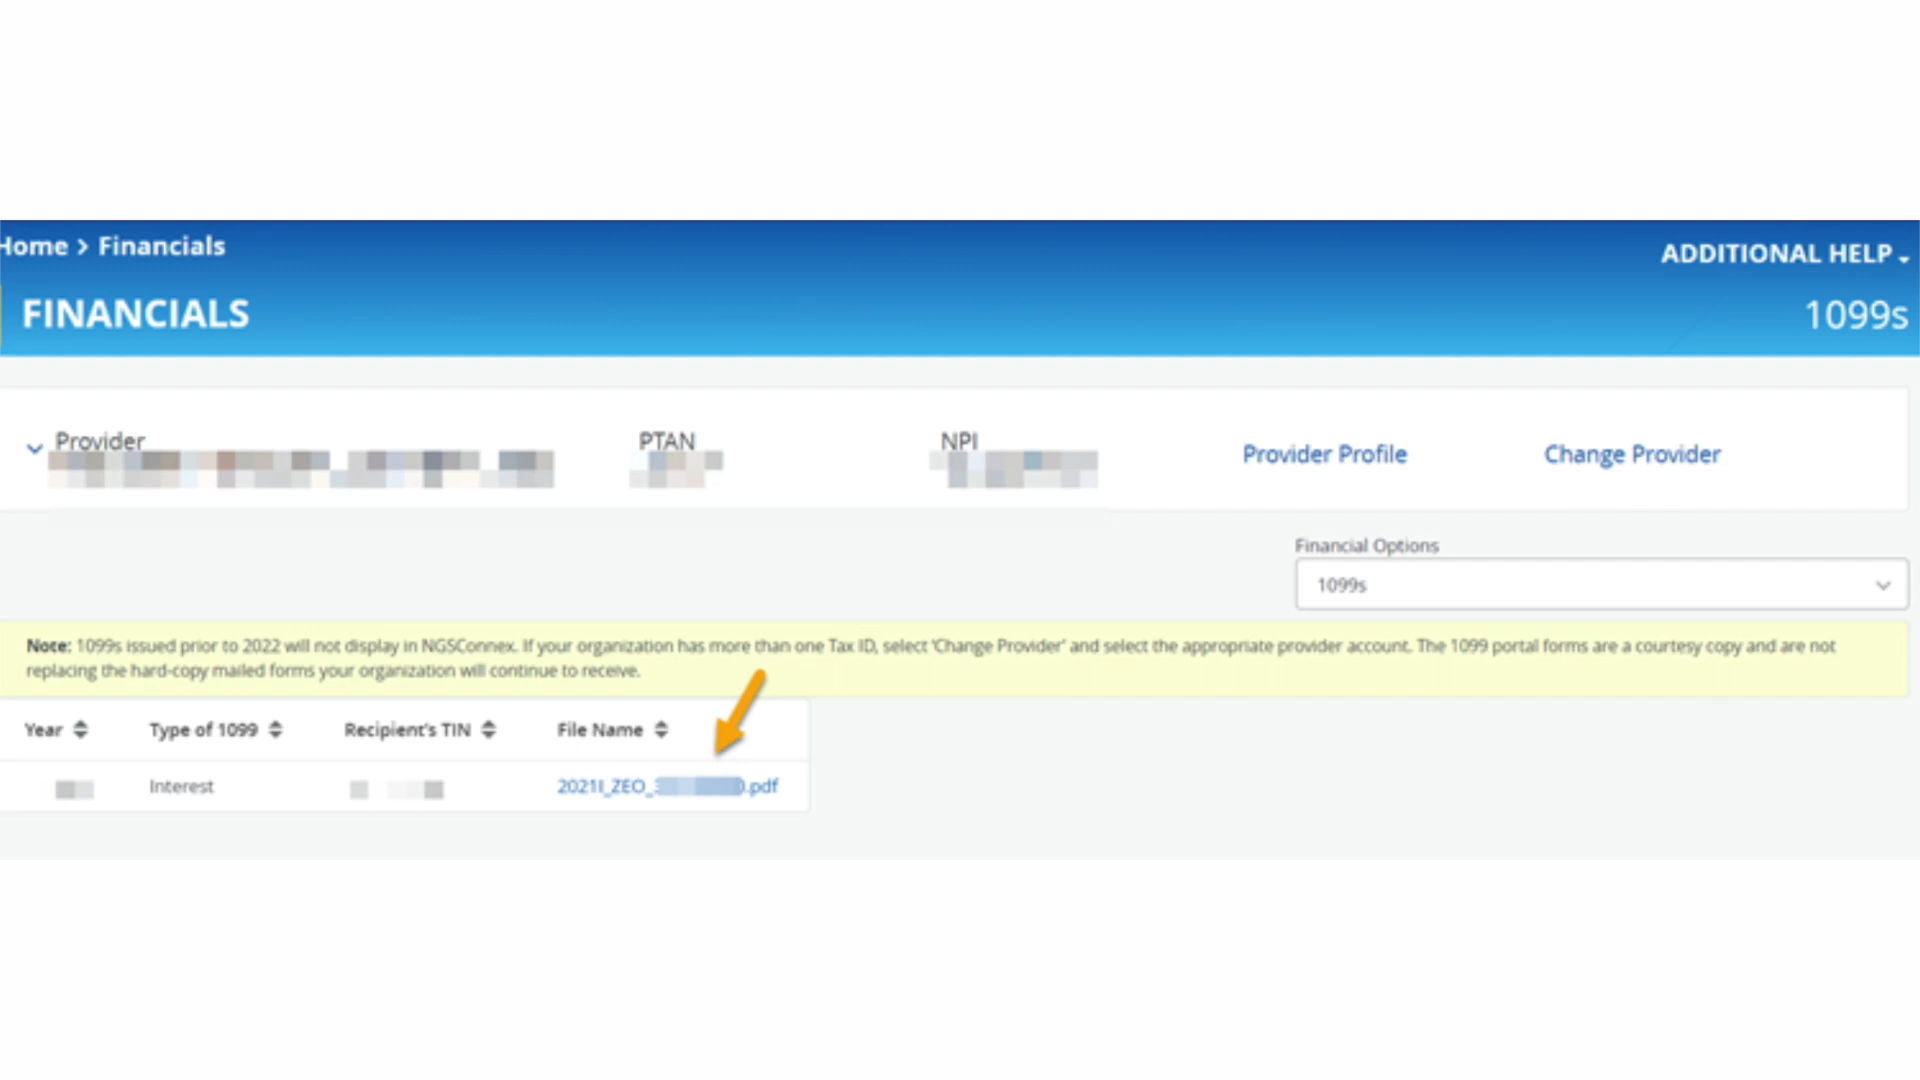 Home > Financials
ADDITIONAL HELP
FINANCIALS
1099s
Provider
PTAN
NPI
Provider Profile
Change Provider
Financial Options
1099s
Note: 1099s issued prior to 2022 will not display in NGSConnex. If your organization has more than one Tax ID, select 'Change Provider' and select the appropriate provider account. The 1099 portal forms are a courtesy copy and are not
replacing the hard-copy mailed forms your organization will continue to receive.
Year Type of 1099 Recipient's TIN File Name
Interest 2021I_ZEO_ .pdf